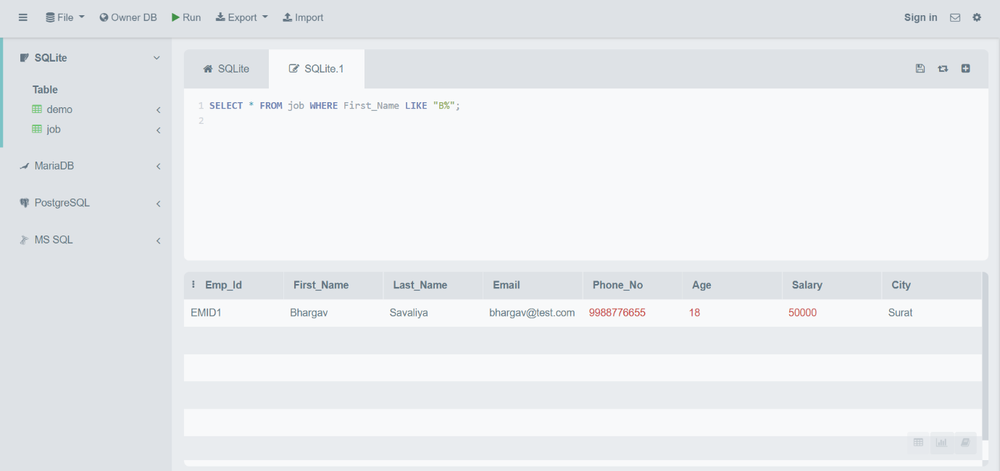 File Owner DB Run Export Import Sign in
SQLite
Table
demo
job
MariaDB
PostgreSQL
MS SQL
SQLite SQLite.1
1 SELECT * FROM job WHERE First_Name LIKE "B%";
2
Emp_Id First_Name Last_Name Email Phone_No Age Salary City
EMID1 Bhargav Savaliya bhargav@test.com 9988776655 18 50000 Surat